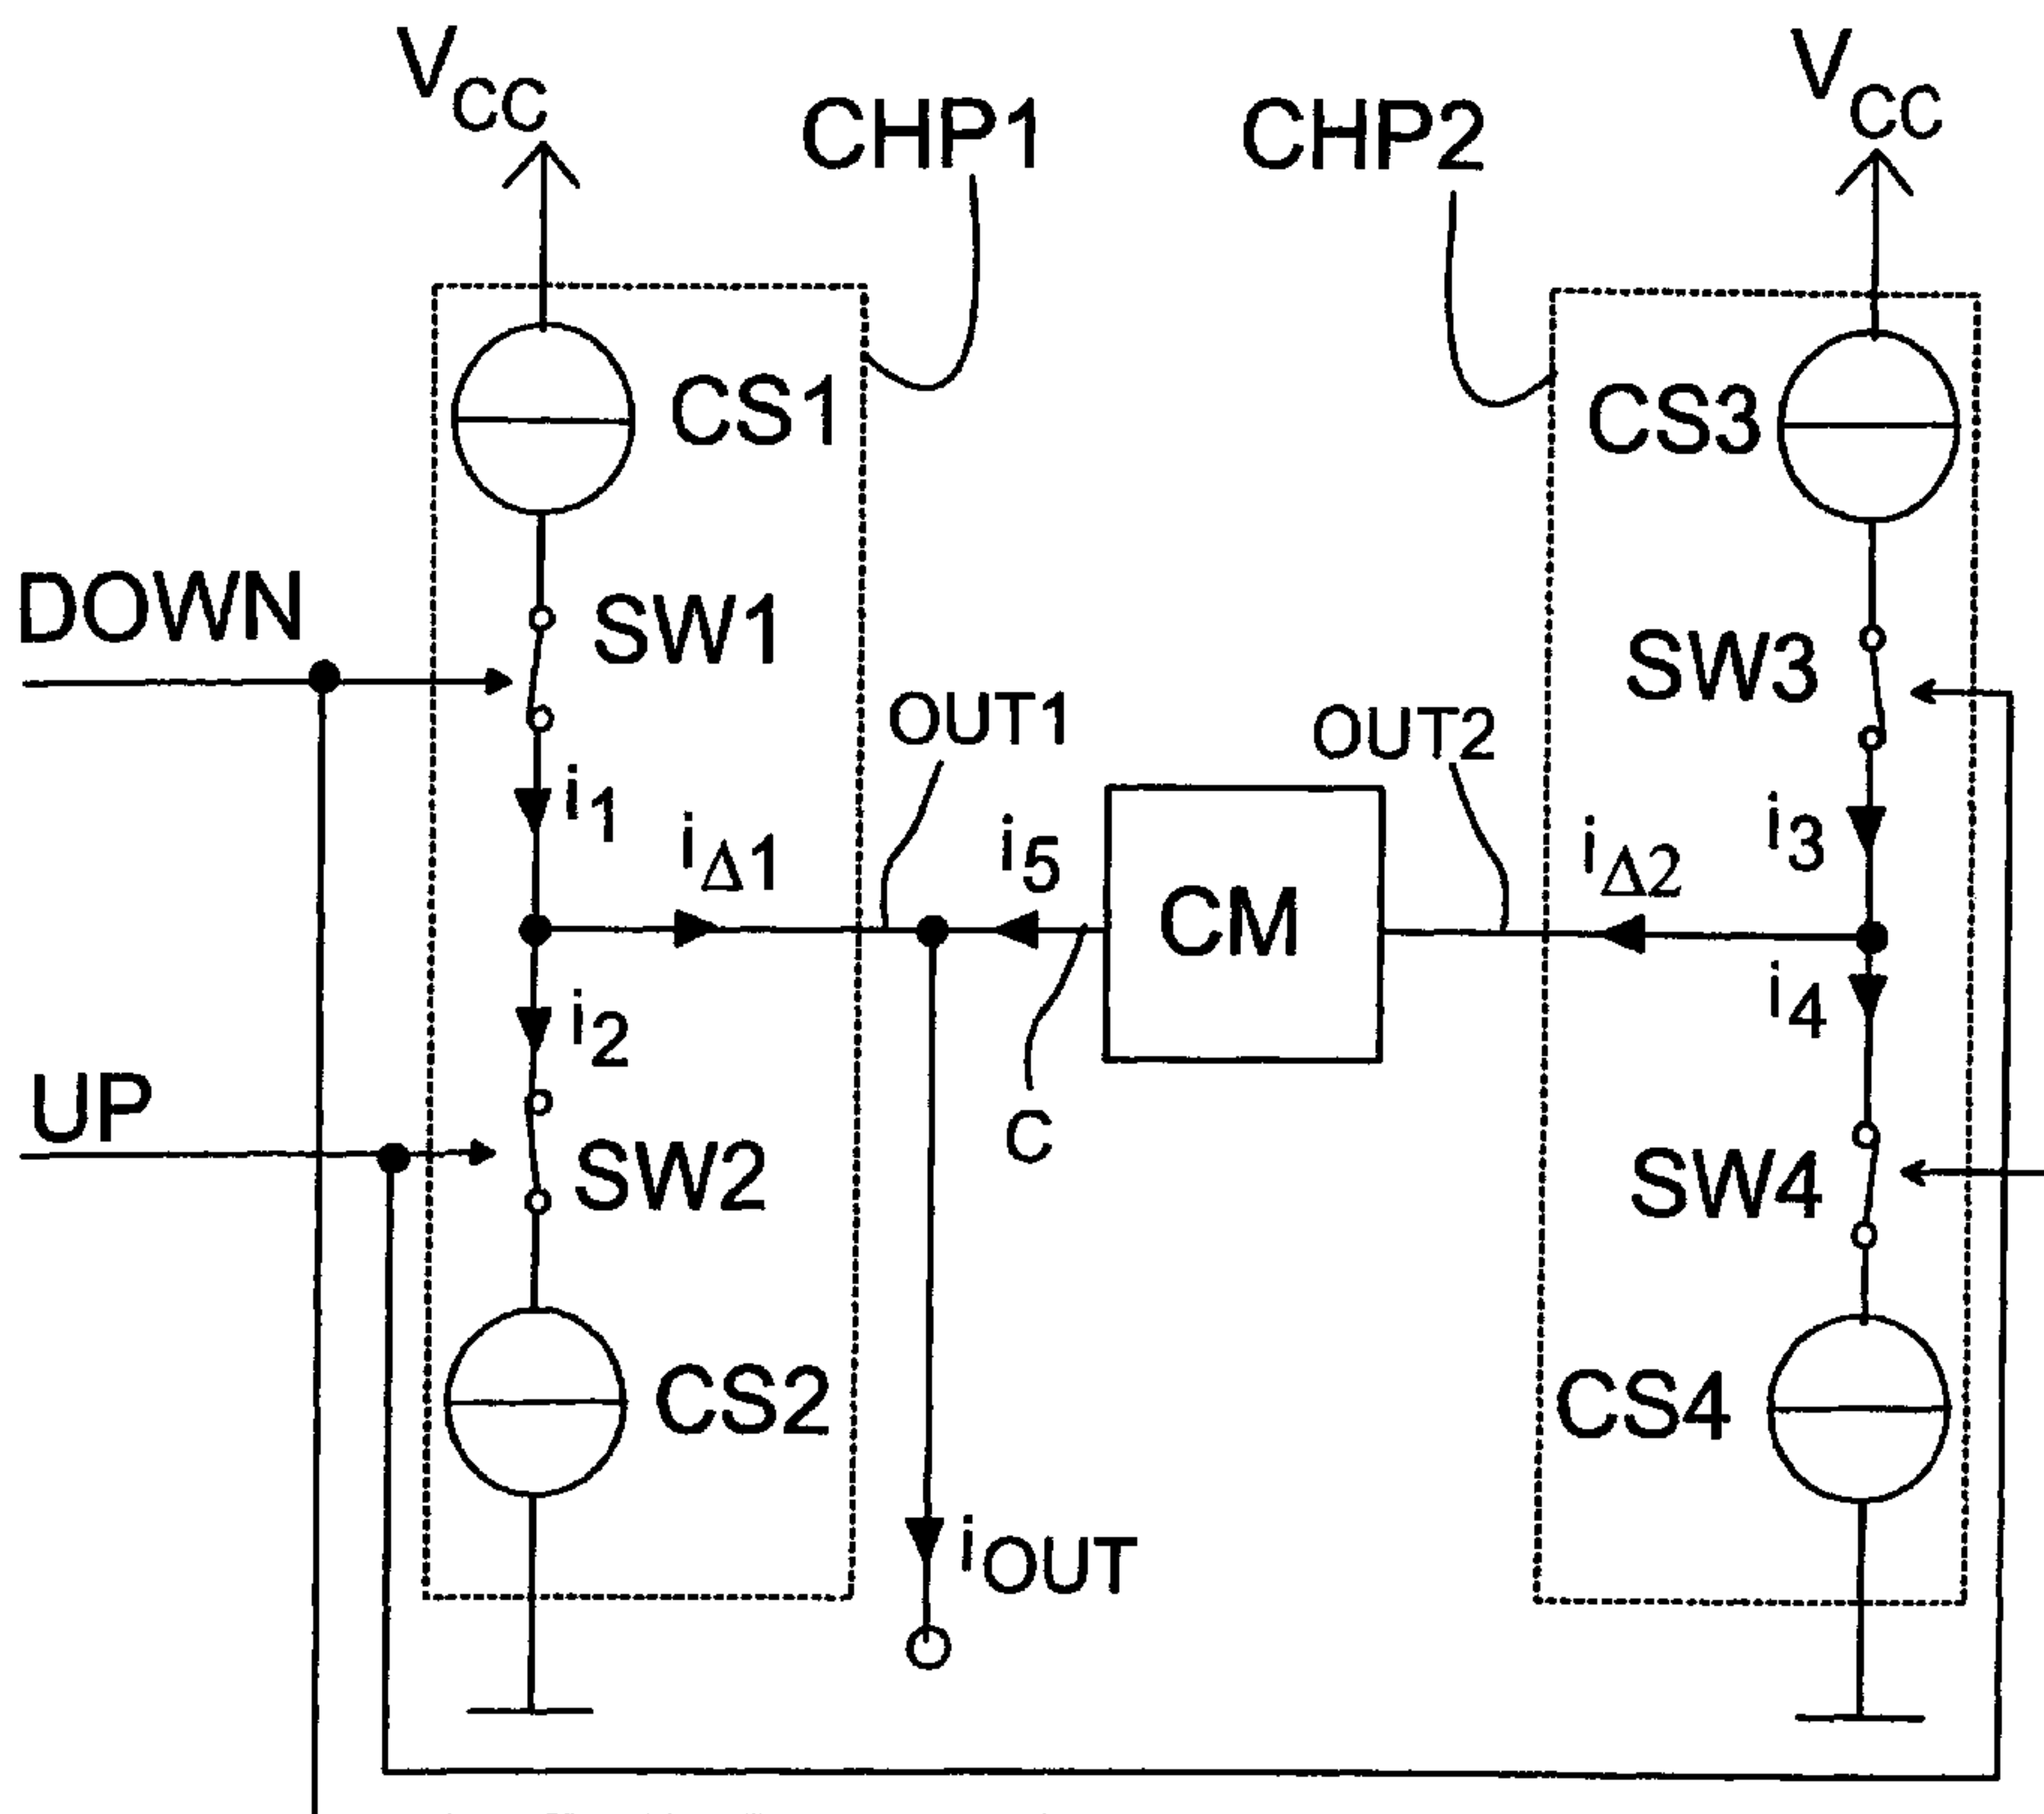 VCC
CHP1
CHP2
VCC
CS1
CS3
DOWN
SW1
SW3
OUT1
OUT2
i1
iΔ1
i5
CM
iΔ2
i3
i2
C
i4
UP
SW2
SW4
CS2
CS4
iOUT